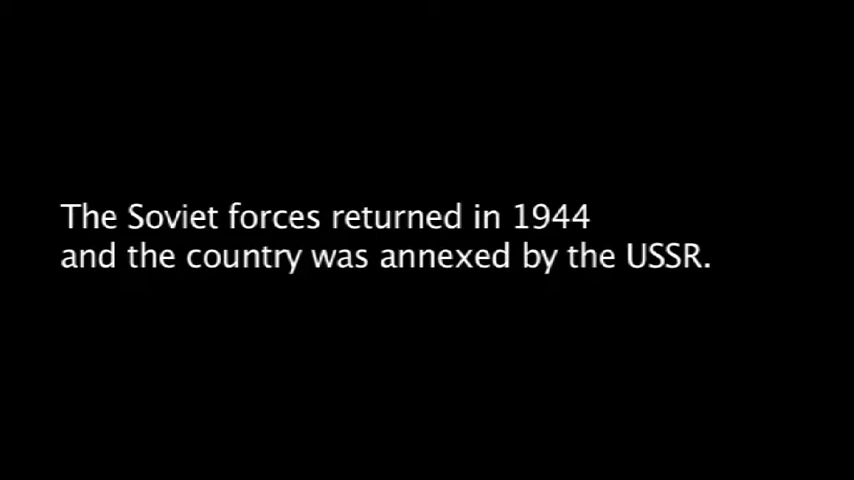 The Soviet forces returned in 1944
and the country was annexed by the USSR.